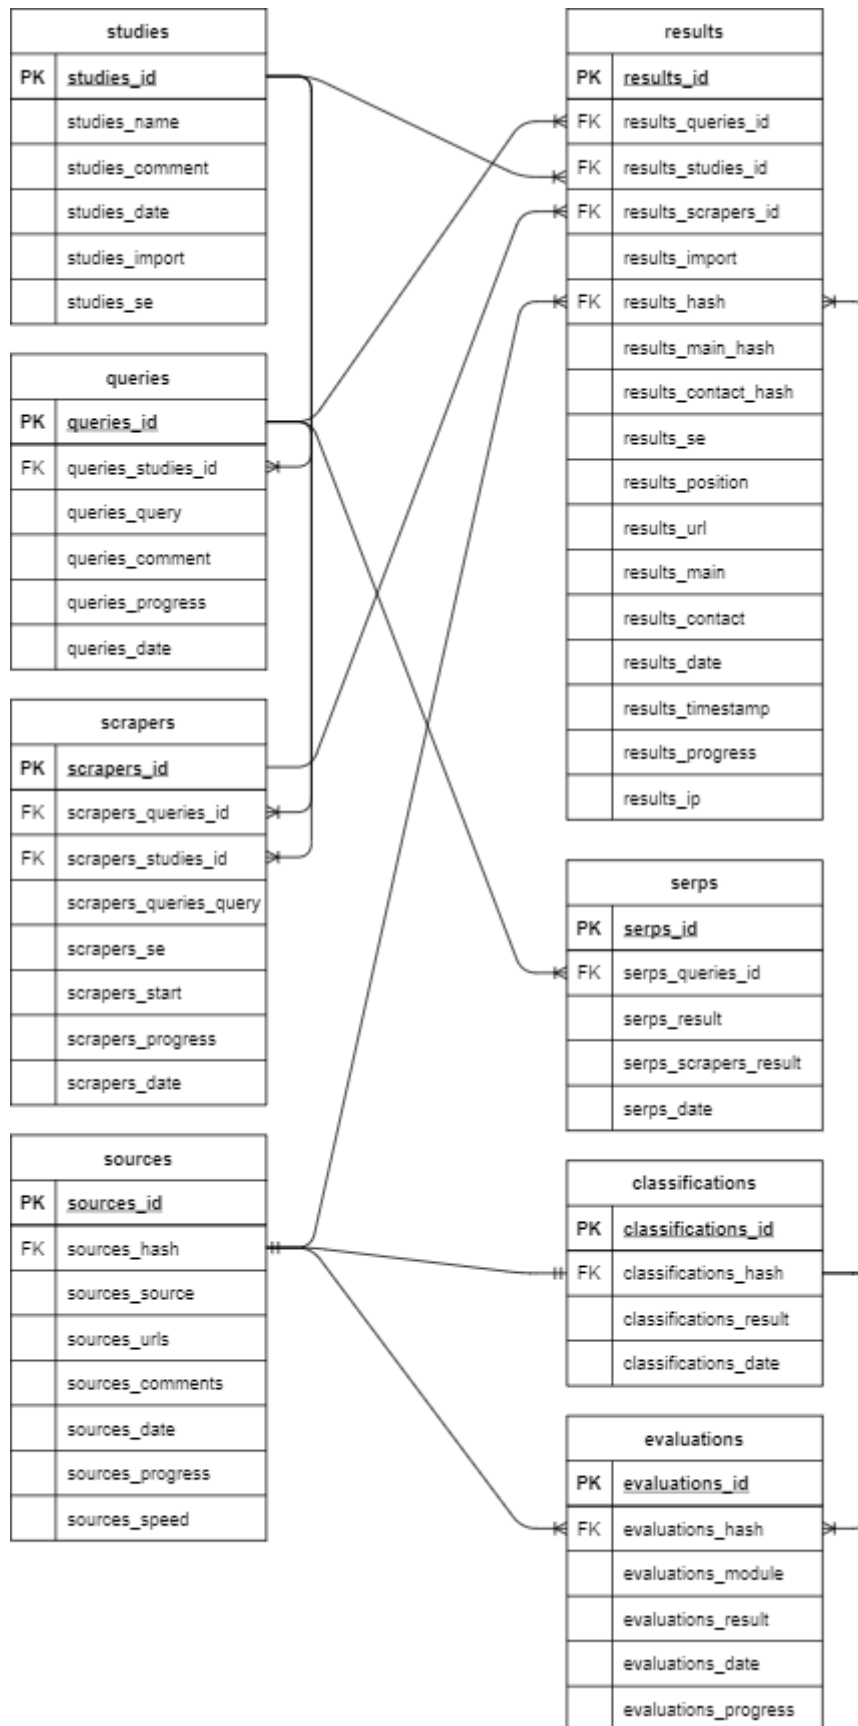 studies
PK studies_id
studies_name
studies_comment
studies_date
studies_import
studies_se
queries
PK queries_id
FK queries_studies_id
queries_query
queries_comment
queries_progress
queries_date
scrapers
PK scrapers_id
FK scrapers_queries_id
FK scrapers_studies_id
scrapers_queries_query
scrapers_se
scrapers_start
scrapers_progress
scrapers_date
sources
PK sources_id
FK sources_hash
sources_source
sources_urls
sources_comments
sources_date
sources_progress
sources_speed
results
PK results_id
FK results_queries_id
FK results_studies_id
FK results_scrapers_id
results_import
FK results_hash
results_main_hash
results_contact_hash
results_se
results_position
results_url
results_main
results_contact
results_date
results_timestamp
results_progress
results_ip
serps
PK serps_id
FK serps_queries_id
serps_result
serps_scrapers_result
serps_date
classifications
PK classifications_id
FK classifications_hash
classifications_result
classifications_date
evaluations
PK evaluations_id
FK evaluations_hash
evaluations_module
evaluations_result
evaluations_date
evaluations_progress